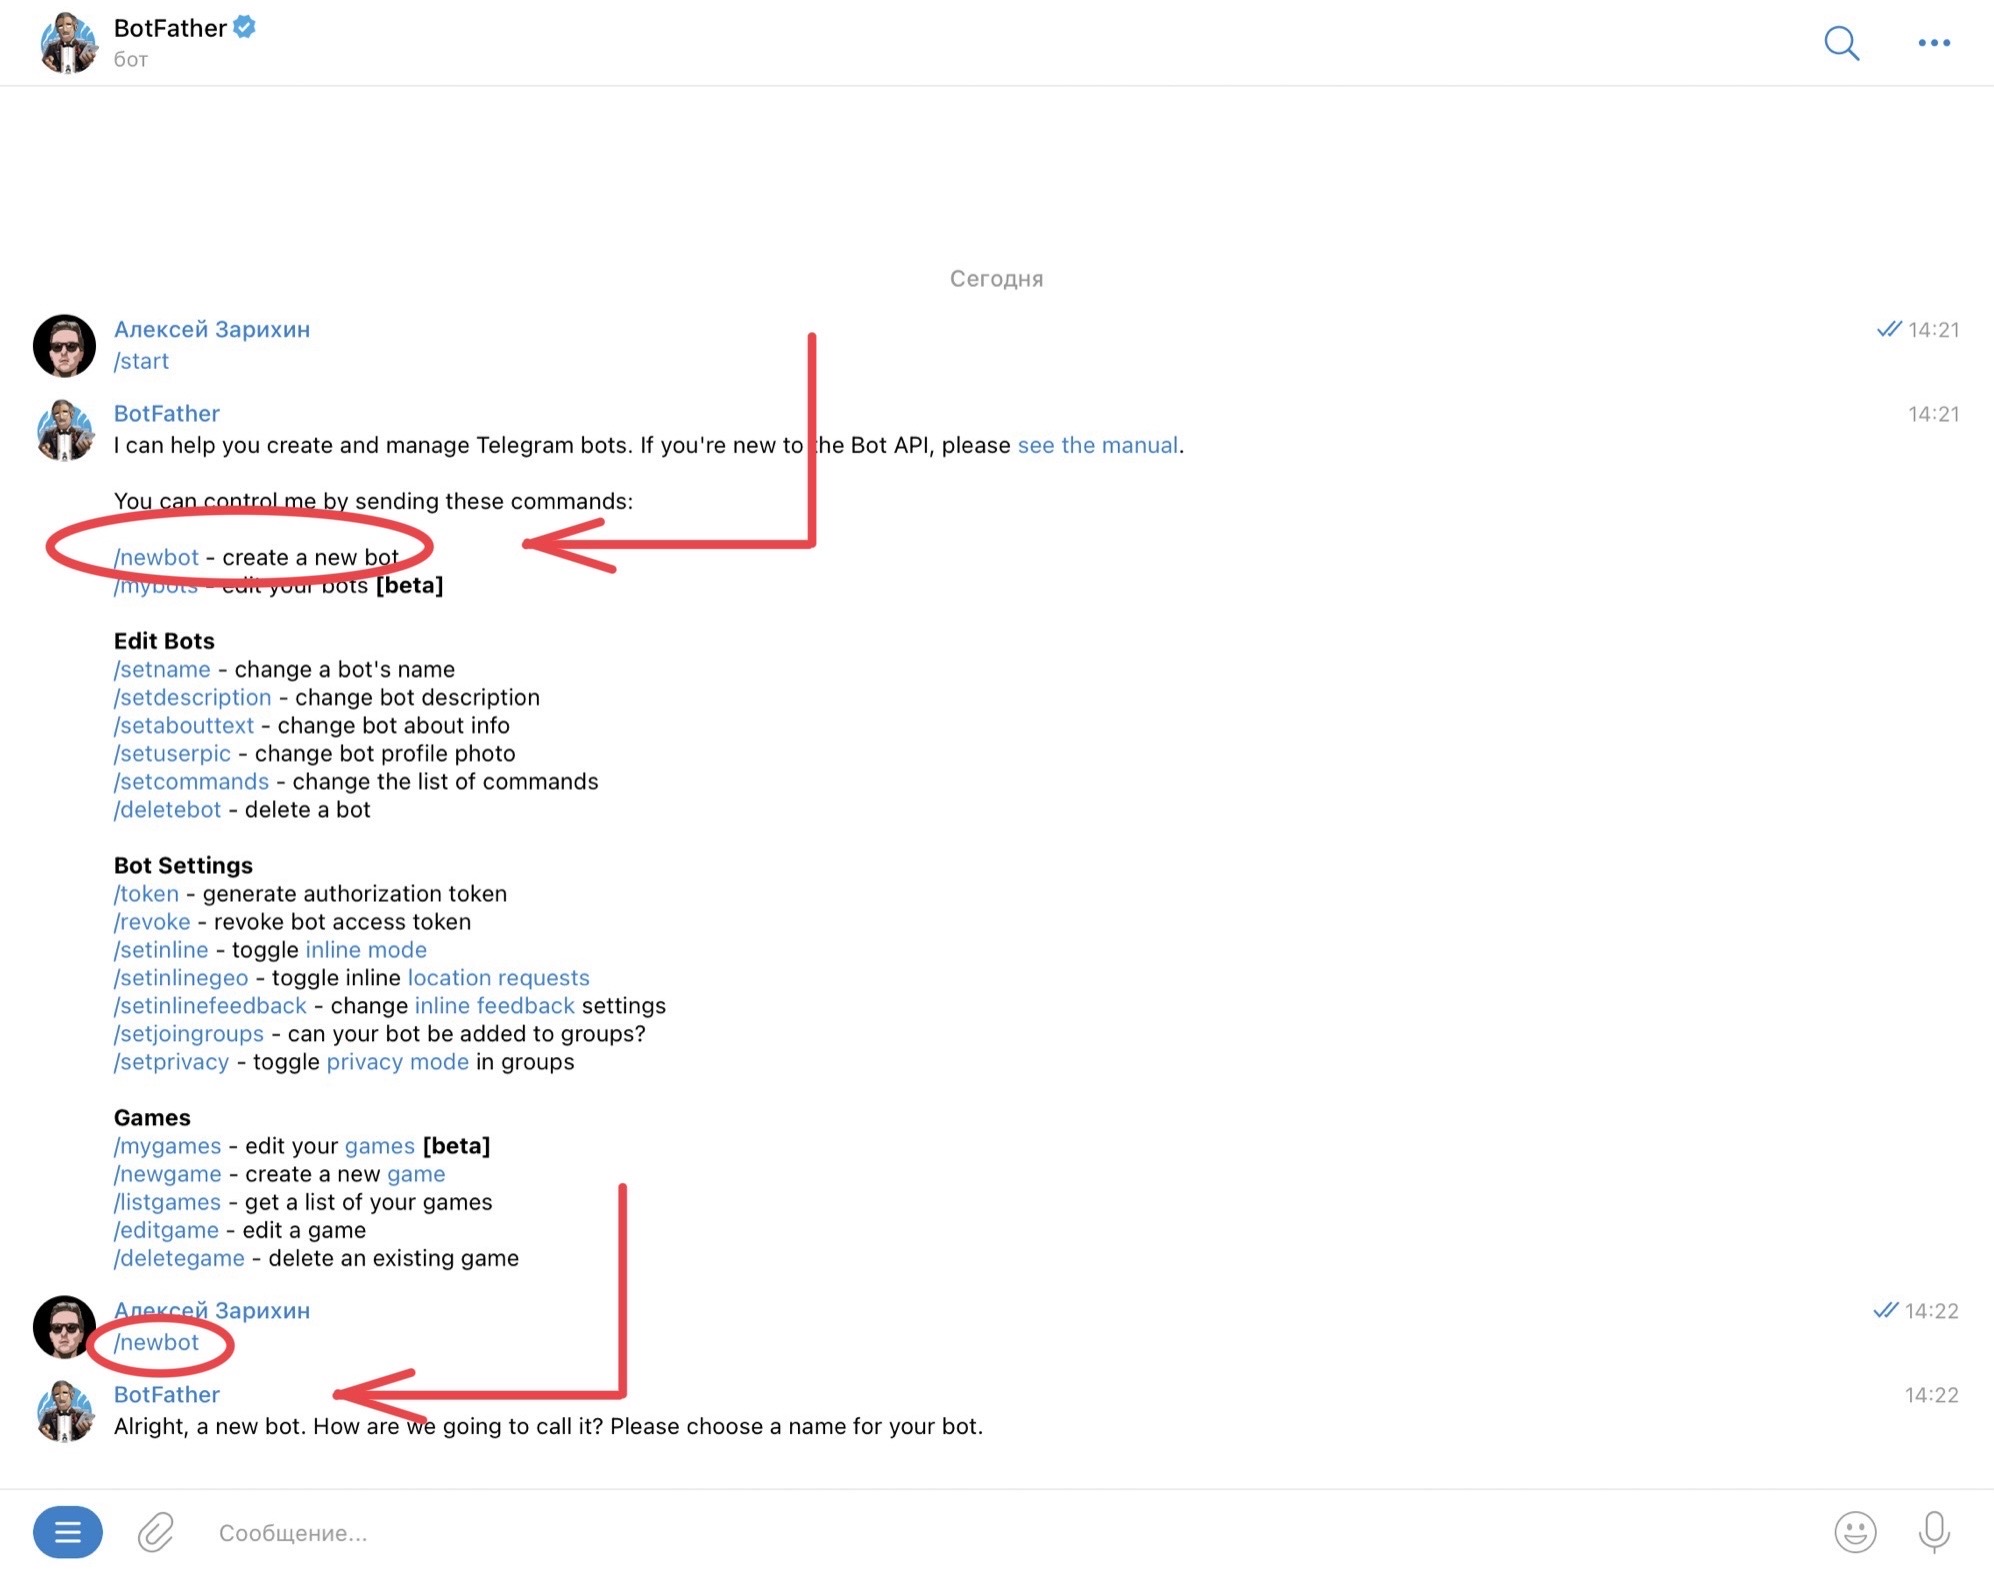 BotFather
бот
Сегодня
Алексей Зарихин 14:21
/start
BotFather 14:21
I can help you create and manage Telegram bots. If you're new to the Bot API, please see the manual.
You can control me by sending these commands:
/newbot - create a new bot
/mybots - edit your bots [beta]
Edit Bots
/setname - change a bot's name
/setdescription - change bot description
/setabouttext - change bot about info
/setuserpic - change bot profile photo
/setcommands - change the list of commands
/deletebot - delete a bot
Bot Settings
/token - generate authorization token
/revoke - revoke bot access token
/setinline - toggle inline mode
/setinlinegeo - toggle inline location requests
/setinlinefeedback - change inline feedback settings
/setjoingroups - can your bot be added to groups?
/setprivacy - toggle privacy mode in groups
Games
/mygames - edit your games [beta]
/newgame - create a new game
/listgames - get a list of your games
/editgame - edit a game
/deletegame - delete an existing game
Алексей Зарихин 14:22
/newbot
BotFather 14:22
Alright, a new bot. How are we going to call it? Please choose a name for your bot.
Сообщение...